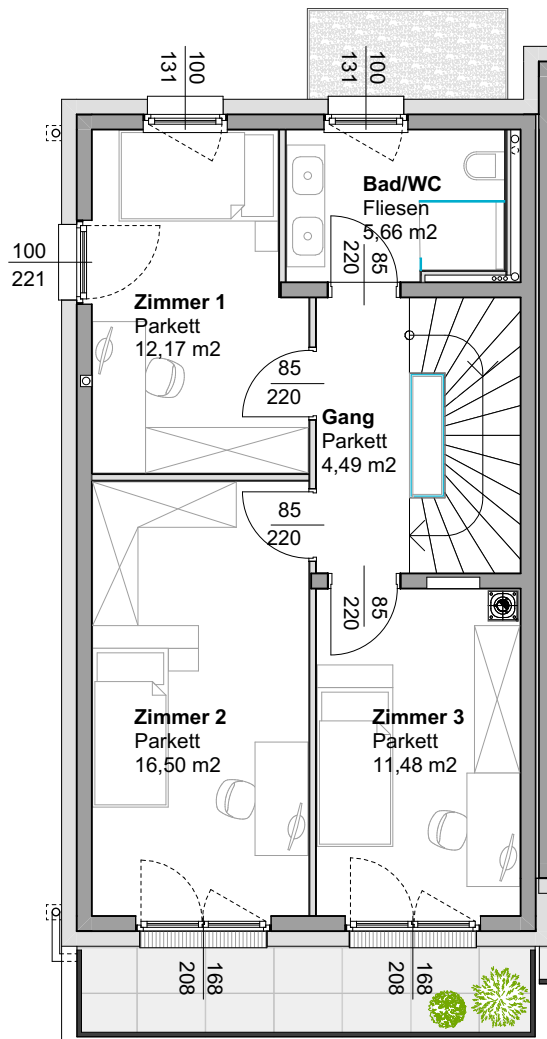 100
131
100
131
Bad/WC
Fliesen
5,66 m2
100
221
85
220
Zimmer 1
Parkett
12,17 m2
85
220
Gang
Parkett
4,49 m2
85
220
85
220
Zimmer 2
Parkett
16,50 m2
Zimmer 3
Parkett
11,48 m2
168
208
168
208